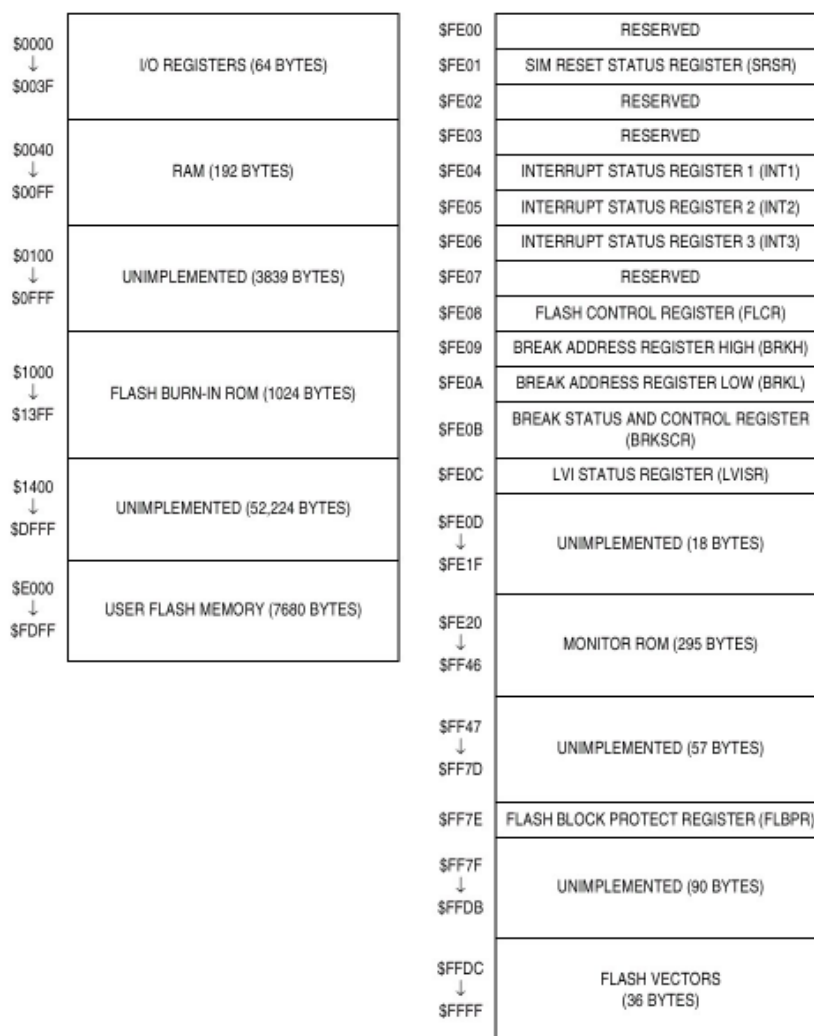 $0000
↓
$003F
I/O REGISTERS (64 BYTES)
$0040
↓
$00FF
RAM (192 BYTES)
$0100
↓
$0FFF
UNIMPLEMENTED (3839 BYTES)
$1000
↓
$13FF
FLASH BURN-IN ROM (1024 BYTES)
$1400
↓
$DFFF
UNIMPLEMENTED (52,224 BYTES)
$E000
↓
$FDFF
USER FLASH MEMORY (7680 BYTES)
$FE00 RESERVED
$FE01 SIM RESET STATUS REGISTER (SRSR)
$FE02 RESERVED
$FE03 RESERVED
$FE04 INTERRUPT STATUS REGISTER 1 (INT1)
$FE05 INTERRUPT STATUS REGISTER 2 (INT2)
$FE06 INTERRUPT STATUS REGISTER 3 (INT3)
$FE07 RESERVED
$FE08 FLASH CONTROL REGISTER (FLCR)
$FE09 BREAK ADDRESS REGISTER HIGH (BRKH)
$FE0A BREAK ADDRESS REGISTER LOW (BRKL)
$FE0B BREAK STATUS AND CONTROL REGISTER
(BRKSCR)
$FE0C LVI STATUS REGISTER (LVISR)
$FE0D
↓
$FE1F
UNIMPLEMENTED (18 BYTES)
$FE20
↓
$FF46
MONITOR ROM (295 BYTES)
$FF47
↓
$FF7D
UNIMPLEMENTED (57 BYTES)
$FF7E FLASH BLOCK PROTECT REGISTER (FLBPR)
$FF7F
↓
$FFDB
UNIMPLEMENTED (90 BYTES)
$FFDC
↓
$FFFF
FLASH VECTORS
(36 BYTES)